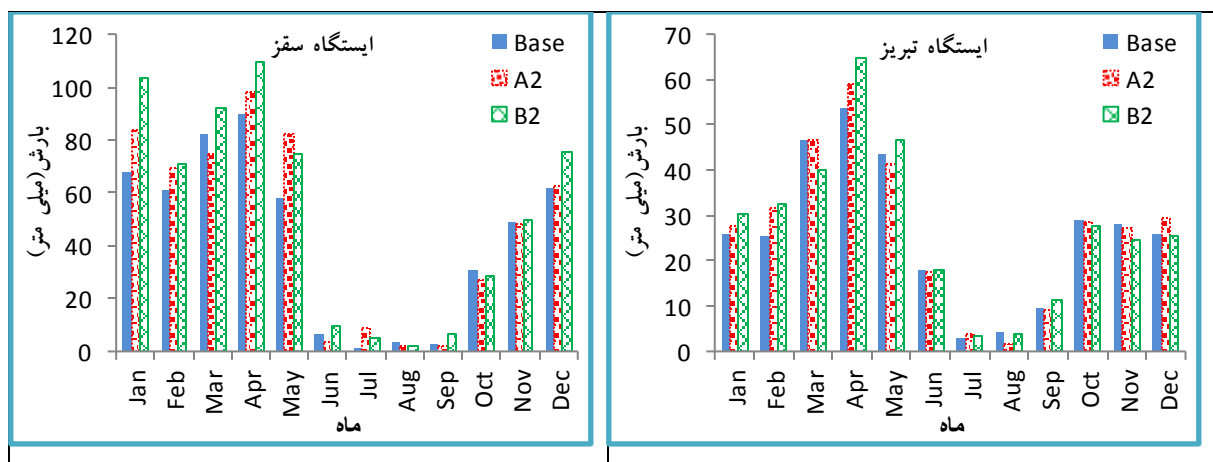 ایستگاه سقز
Base
A2
B2
بارش(میلی متر)
120
100
80
60
40
20
0
Jan
Feb
Mar
Apr
May
Jun
Jul
Aug
Sep
Oct
Nov
Dec
ماه
ایستگاه تبریز
Base
A2
B2
بارش(میلی متر)
70
60
50
40
30
20
10
0
Jan
Feb
Mar
Apr
May
Jun
Jul
Aug
Sep
Oct
Nov
Dec
ماه